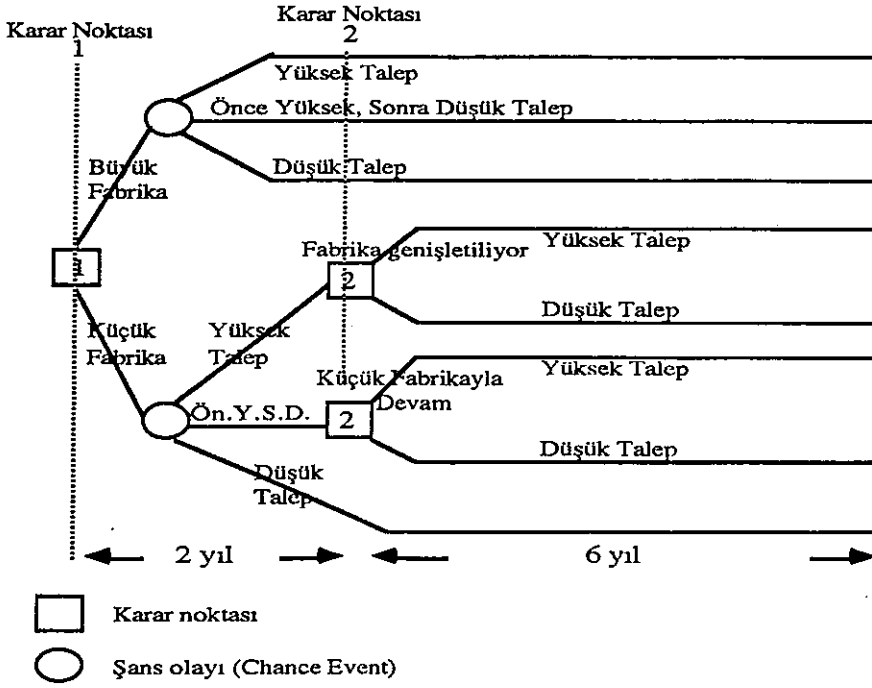 Karar Noktası
1
Karar Noktası
2
Yüksek Talep
Önce Yüksek, Sonra Düşük Talep
Düşük Talep
Büyük
Fabrika
1
Fabrika genişletiliyor
2
Yüksek Talep
Düşük Talep
Küçük
Fabrika
Yüksek
Talep
Küçük Fabrikayla
Devam
Yüksek Talep
Ön.Y.S.D.
2
Düşük Talep
Düşük
Talep
2 yıl
6 yıl
Karar noktası
Şans olayı (Chance Event)